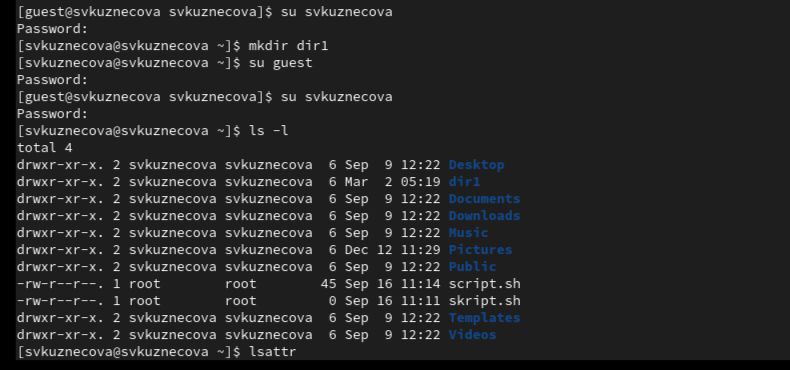 [guest@svkuznecova svkuznecova]$ su svkuznecova
Password:
[svkuznecova@svkuznecova ~]$ mkdir dir1
[svkuznecova@svkuznecova ~]$ su guest
Password:
[guest@svkuznecova svkuznecova]$ su svkuznecova
Password:
[svkuznecova@svkuznecova ~]$ ls -l
total 4
drwxr-xr-x. 2 svkuznecova svkuznecova  6 Sep  9 12:22 Desktop
drwxr-xr-x. 2 svkuznecova svkuznecova  6 Mar  2 05:19 dir1
drwxr-xr-x. 2 svkuznecova svkuznecova  6 Sep  9 12:22 Documents
drwxr-xr-x. 2 svkuznecova svkuznecova  6 Sep  9 12:22 Downloads
drwxr-xr-x. 2 svkuznecova svkuznecova  6 Sep  9 12:22 Music
drwxr-xr-x. 2 svkuznecova svkuznecova  6 Dec 12 11:29 Pictures
drwxr-xr-x. 2 svkuznecova svkuznecova  6 Sep  9 12:22 Public
-rw-r--r--. 1 root        root        45 Sep 16 11:14 script.sh
-rw-r--r--. 1 root        root         0 Sep 16 11:11 skript.sh
drwxr-xr-x. 2 svkuznecova svkuznecova  6 Sep  9 12:22 Templates
drwxr-xr-x. 2 svkuznecova svkuznecova  6 Sep  9 12:22 Videos
[svkuznecova@svkuznecova ~]$ lsattr